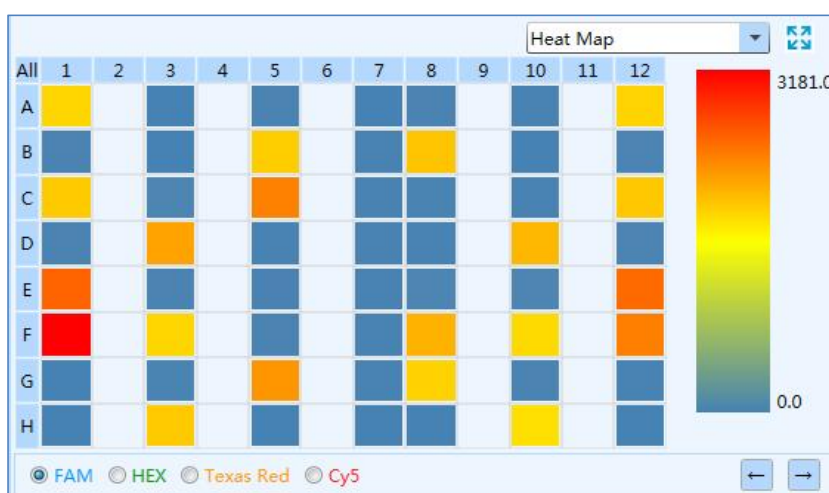 Heat Map
All 1 2 3 4 5 6 7 8 9 10 11 12
3181.0
A
B
C
D
E
F
G
0.0
H
FAM HEX Texas Red Cy5 ← →